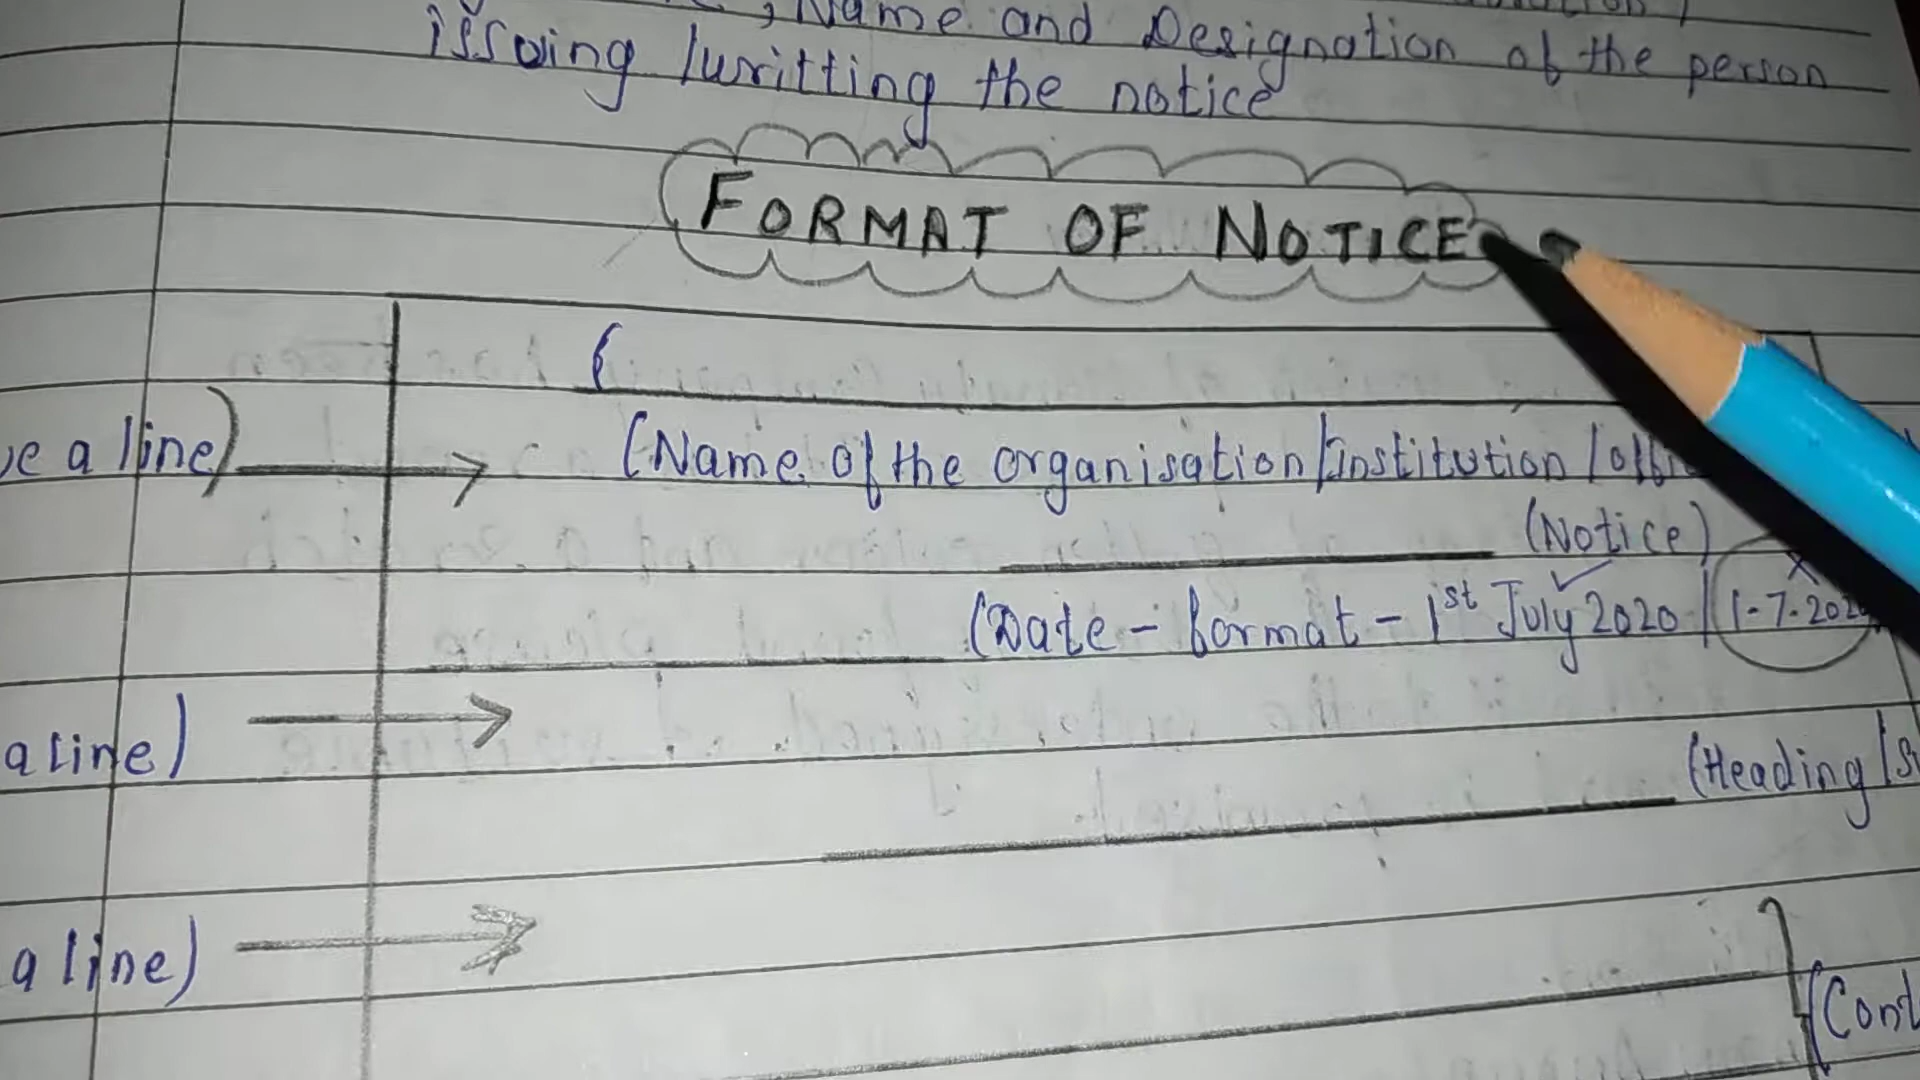 , Name and Designation of the person
issuing /writting the notice
FORMAT OF NOTICE
(
a line) (Name of the organisation/institution /
(Notice)
(Date - format - 1st July 2020 / 1-7-202
a line)
(Heading /S
a line)
(Cont